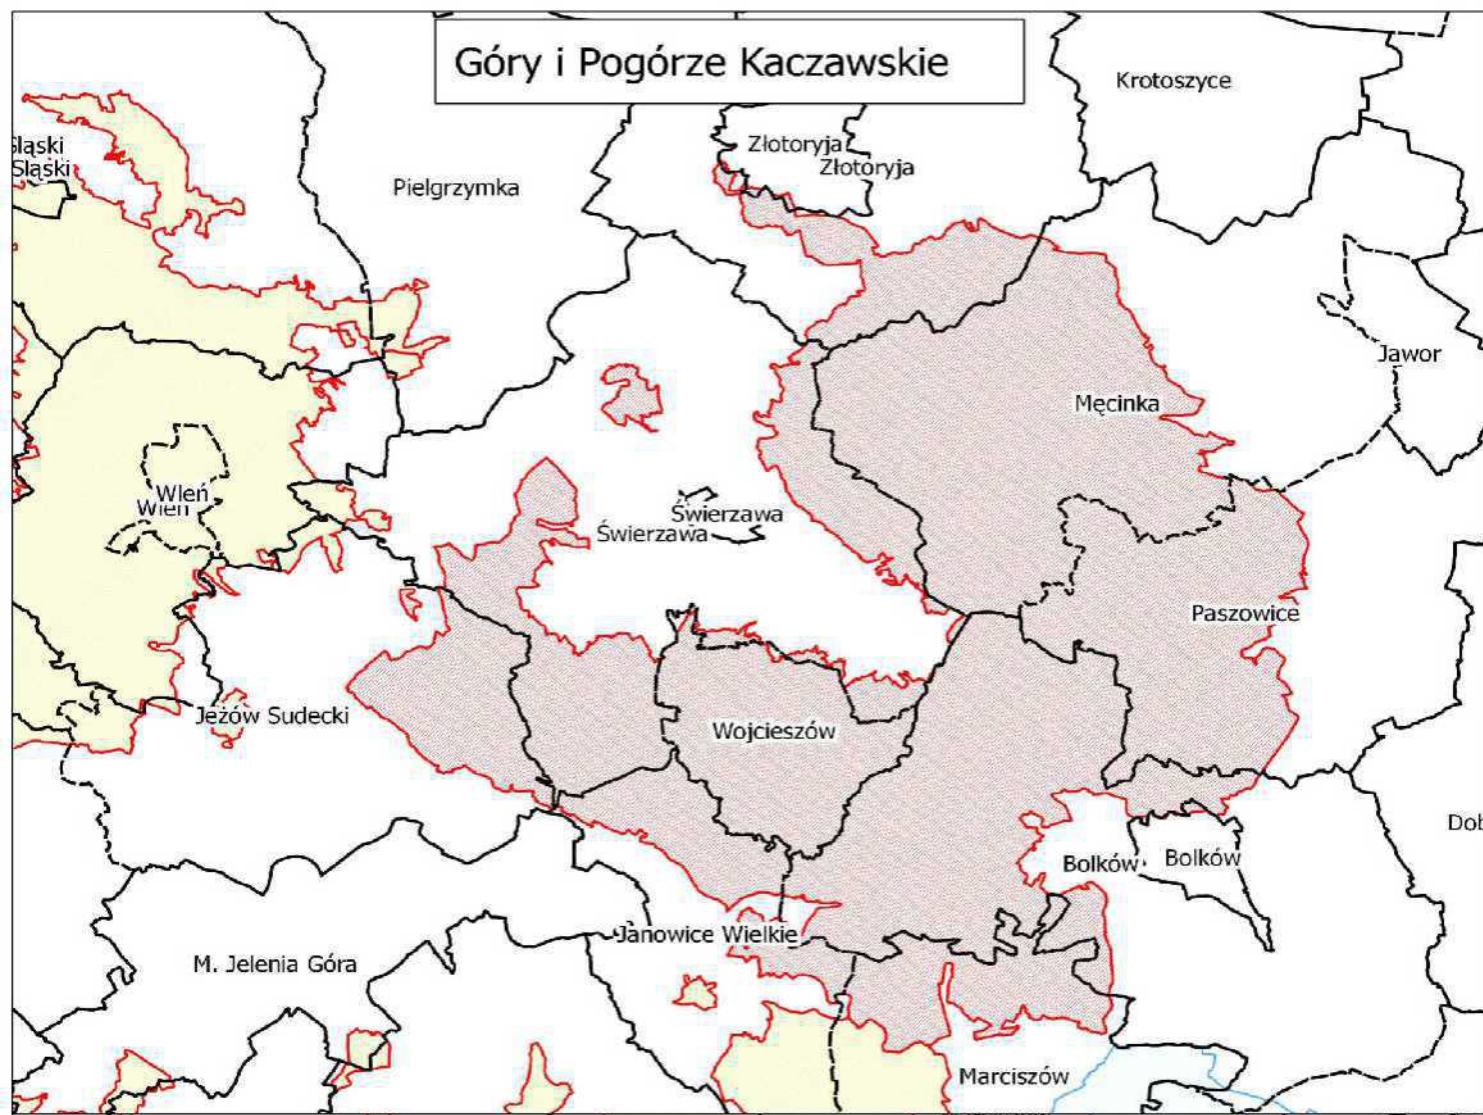 Góry i Pogórze Kaczawskie
Krotoszyce
Śląski
Śląski
Złotoryja
Złotoryja
Pielgrzymka
Jawor
Męcinka
Wleń
Wleń
Świerzawa
Świerzawa
Paszowice
Jeżów Sudecki
Wojcieszów
Dob
Bolków
Bolków
Janowice Wielkie
M. Jelenia Góra
Marciszów